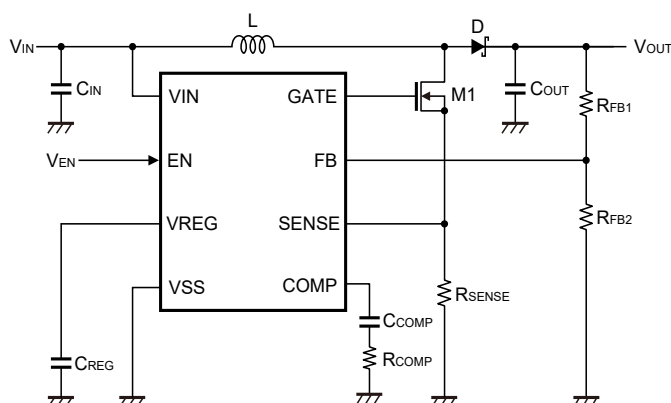 L
D
VIN
VOUT
CIN
VIN
GATE
M1
COUT
RFB1
VEN
EN
FB
VREG
SENSE
RFB2
VSS
COMP
RSENSE
CCOMP
CREG
RCOMP